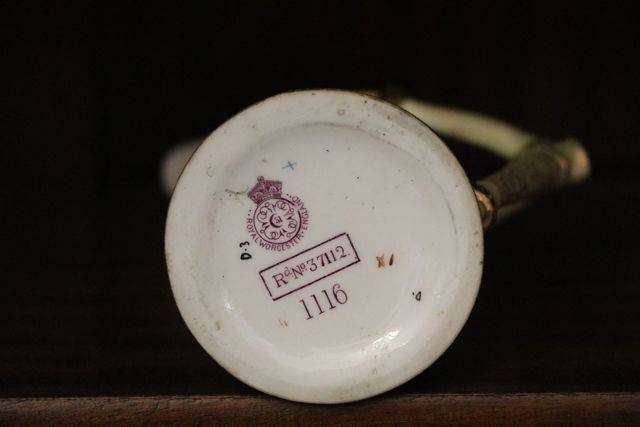 ROYAL WORCESTER ENGLAND
D·3
Rd No. 37112.
1116